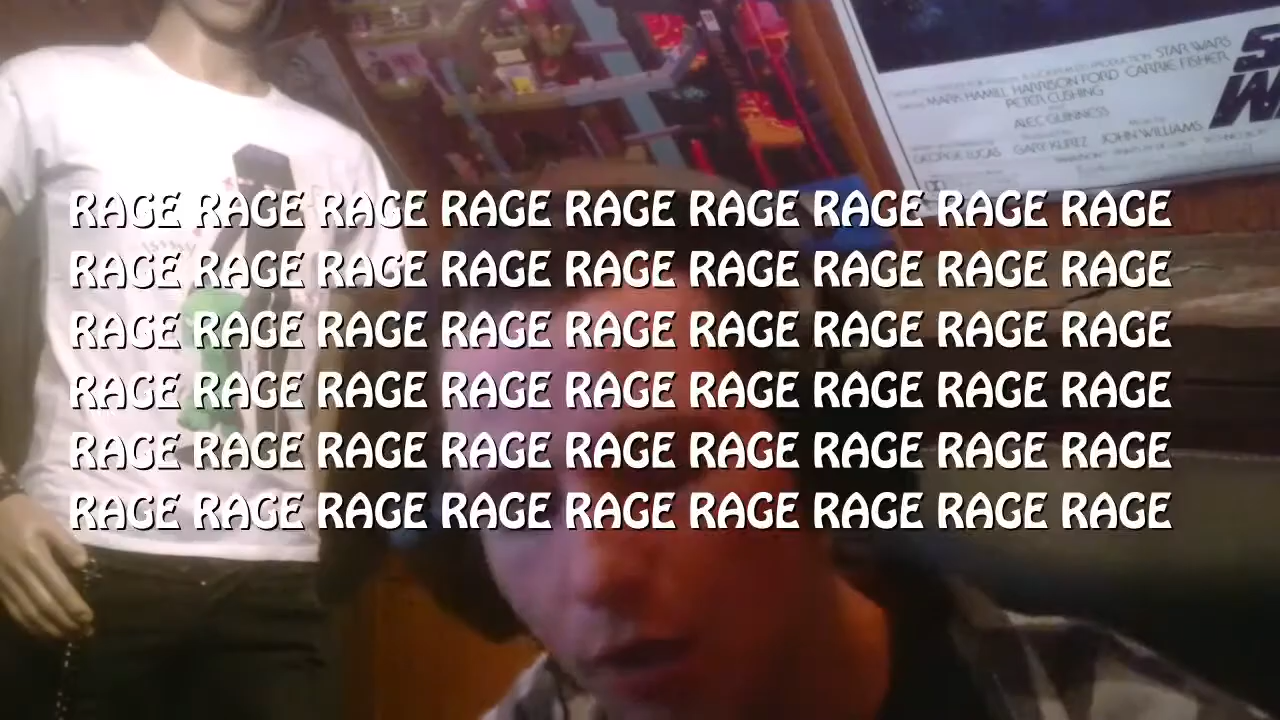 STAR WARS
MARK HAMILL HARRISON FORD CARRIE FISHER
PETER CUSHING
ALEC GUINNESS
GEORGE LUCAS GARY KURTZ JOHN WILLIAMS
RAGE RAGE RAGE RAGE RAGE RAGE RAGE RAGE RAGE
RAGE RAGE RAGE RAGE RAGE RAGE RAGE RAGE RAGE
RAGE RAGE RAGE RAGE RAGE RAGE RAGE RAGE RAGE
RAGE RAGE RAGE RAGE RAGE RAGE RAGE RAGE RAGE
RAGE RAGE RAGE RAGE RAGE RAGE RAGE RAGE RAGE
RAGE RAGE RAGE RAGE RAGE RAGE RAGE RAGE RAGE